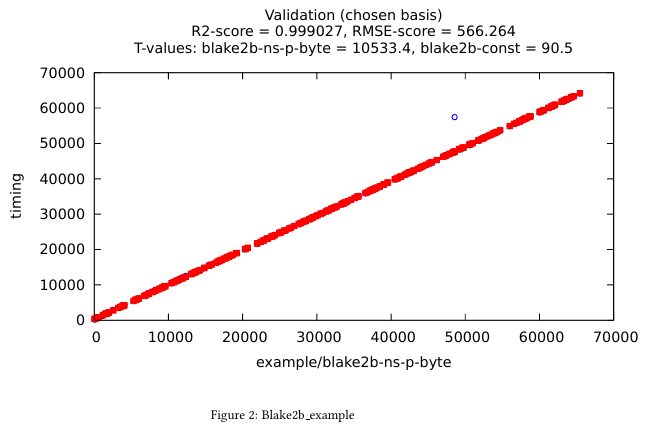 Validation (chosen basis)
R2-score = 0.999027, RMSE-score = 566.264
T-values: blake2b-ns-p-byte = 10533.4, blake2b-const = 90.5
70000
60000
50000
40000
30000
20000
10000
0
timing
0 10000 20000 30000 40000 50000 60000 70000
example/blake2b-ns-p-byte
Figure 2: Blake2b_example